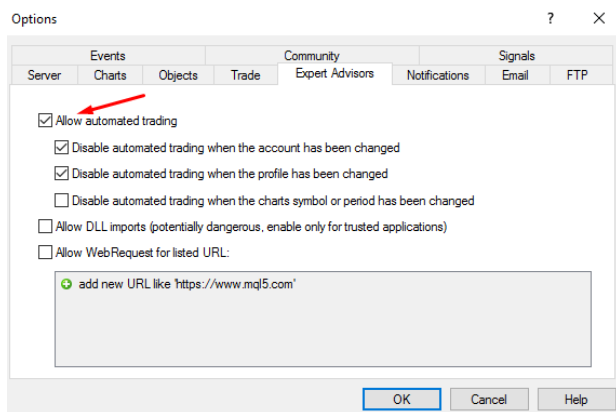 Options ? ×
Events Community Signals
Server Charts Objects Trade Expert Advisors Notifications Email FTP
Allow automated trading
Disable automated trading when the account has been changed
Disable automated trading when the profile has been changed
Disable automated trading when the charts symbol or period has been changed
Allow DLL imports (potentially dangerous, enable only for trusted applications)
Allow WebRequest for listed URL:
add new URL like 'https://www.mql5.com'
OK Cancel Help